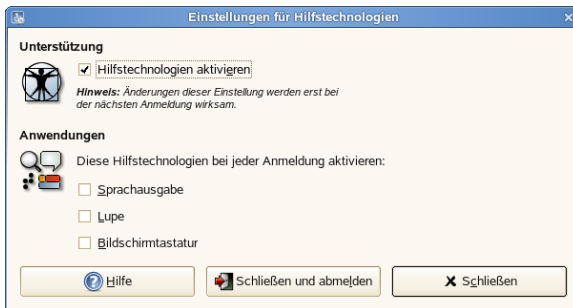 Einstellungen für Hilfstechnologien
Unterstützung
Hilfstechnologien aktivieren
Hinweis: Änderungen dieser Einstellung werden erst bei
der nächsten Anmeldung wirksam.
Anwendungen
Diese Hilfstechnologien bei jeder Anmeldung aktivieren:
Sprachausgabe
Lupe
Bildschirmtastatur
Hilfe
Schließen und abmelden
Schließen